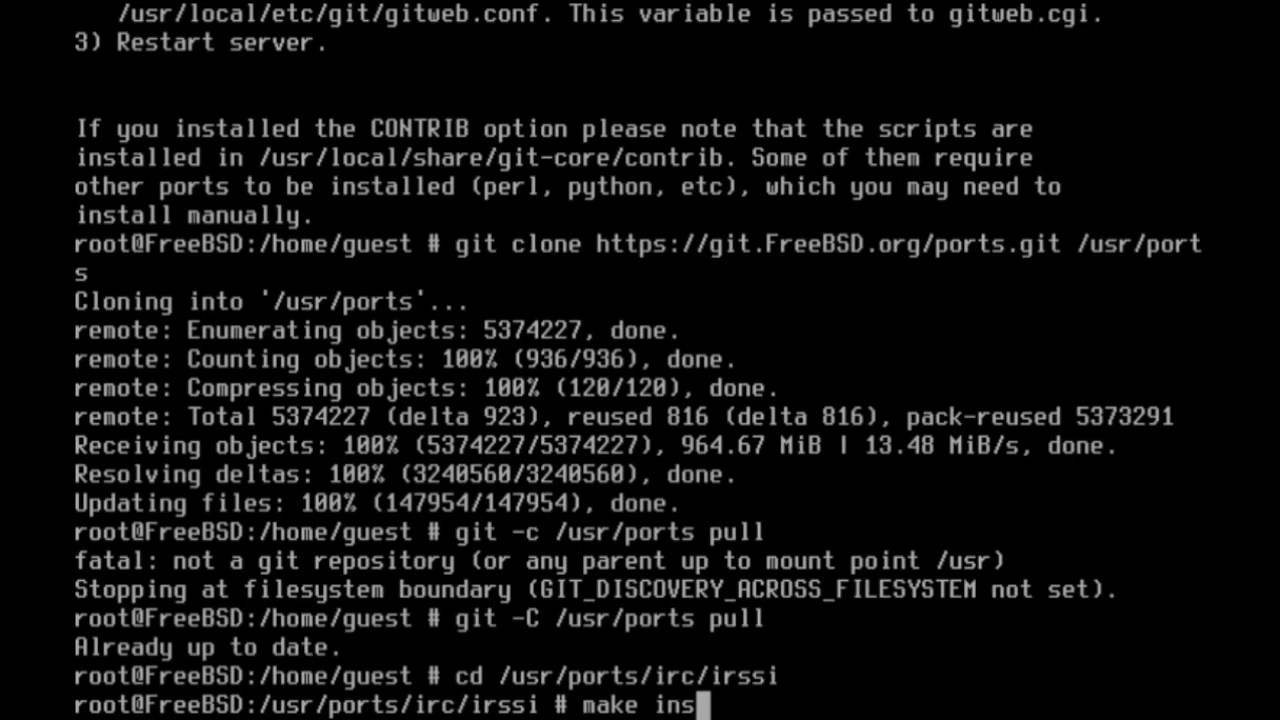 /usr/local/etc/git/gitweb.conf. This variable is passed to gitweb.cgi.
3) Restart server.
If you installed the CONTRIB option please note that the scripts are
installed in /usr/local/share/git-core/contrib. Some of them require
other ports to be installed (perl, python, etc), which you may need to
install manually.
root@FreeBSD:/home/guest # git clone https://git.FreeBSD.org/ports.git /usr/port
s
Cloning into '/usr/ports'...
remote: Enumerating objects: 5374227, done.
remote: Counting objects: 100% (936/936), done.
remote: Compressing objects: 100% (120/120), done.
remote: Total 5374227 (delta 923), reused 816 (delta 816), pack-reused 5373291
Receiving objects: 100% (5374227/5374227), 964.67 MiB | 13.48 MiB/s, done.
Resolving deltas: 100% (3240560/3240560), done.
Updating files: 100% (147954/147954), done.
root@FreeBSD:/home/guest # git -c /usr/ports pull
fatal: not a git repository (or any parent up to mount point /usr)
Stopping at filesystem boundary (GIT_DISCOVERY_ACROSS_FILESYSTEM not set).
root@FreeBSD:/home/guest # git -C /usr/ports pull
Already up to date.
root@FreeBSD:/home/guest # cd /usr/ports/irc/irssi
root@FreeBSD:/usr/ports/irc/irssi # make ins